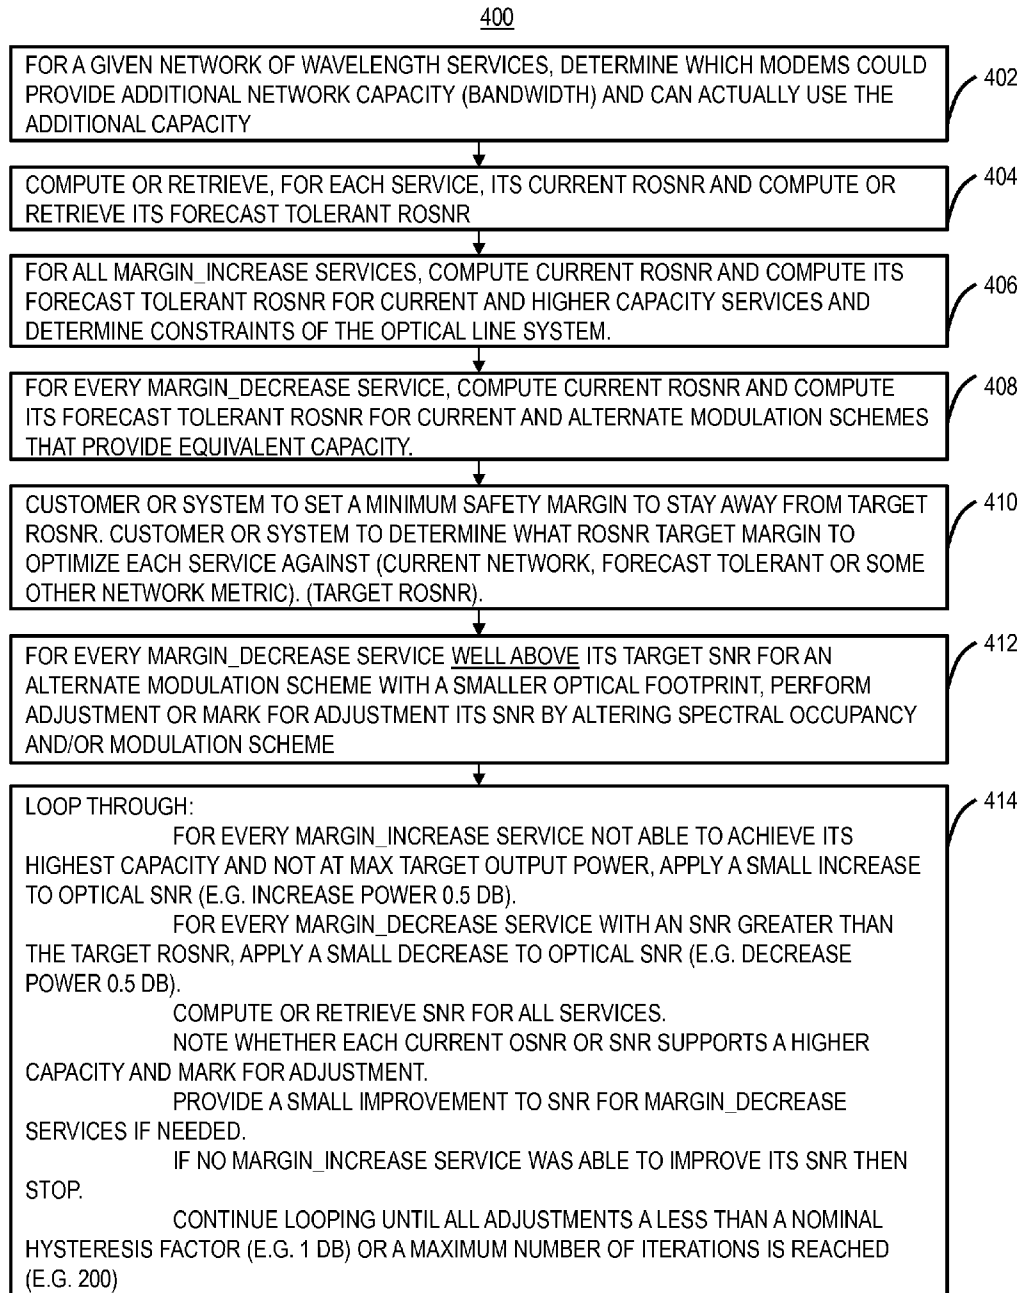 400
FOR A GIVEN NETWORK OF WAVELENGTH SERVICES, DETERMINE WHICH MODEMS COULD
PROVIDE ADDITIONAL NETWORK CAPACITY (BANDWIDTH) AND CAN ACTUALLY USE THE
ADDITIONAL CAPACITY
402
COMPUTE OR RETRIEVE, FOR EACH SERVICE, ITS CURRENT ROSNR AND COMPUTE OR
RETRIEVE ITS FORECAST TOLERANT ROSNR
404
FOR ALL MARGIN_INCREASE SERVICES, COMPUTE CURRENT ROSNR AND COMPUTE ITS
FORECAST TOLERANT ROSNR FOR CURRENT AND HIGHER CAPACITY SERVICES AND
DETERMINE CONSTRAINTS OF THE OPTICAL LINE SYSTEM.
406
FOR EVERY MARGIN_DECREASE SERVICE, COMPUTE CURRENT ROSNR AND COMPUTE
ITS FORECAST TOLERANT ROSNR FOR CURRENT AND ALTERNATE MODULATION SCHEMES
THAT PROVIDE EQUIVALENT CAPACITY.
408
CUSTOMER OR SYSTEM TO SET A MINIMUM SAFETY MARGIN TO STAY AWAY FROM TARGET
ROSNR. CUSTOMER OR SYSTEM TO DETERMINE WHAT ROSNR TARGET MARGIN TO
OPTIMIZE EACH SERVICE AGAINST (CURRENT NETWORK, FORECAST TOLERANT OR SOME
OTHER NETWORK METRIC). (TARGET ROSNR).
410
FOR EVERY MARGIN_DECREASE SERVICE WELL ABOVE ITS TARGET SNR FOR AN
ALTERNATE MODULATION SCHEME WITH A SMALLER OPTICAL FOOTPRINT, PERFORM
ADJUSTMENT OR MARK FOR ADJUSTMENT ITS SNR BY ALTERING SPECTRAL OCCUPANCY
AND/OR MODULATION SCHEME
412
LOOP THROUGH:
FOR EVERY MARGIN_INCREASE SERVICE NOT ABLE TO ACHIEVE ITS
HIGHEST CAPACITY AND NOT AT MAX TARGET OUTPUT POWER, APPLY A SMALL INCREASE
TO OPTICAL SNR (E.G. INCREASE POWER 0.5 DB).
FOR EVERY MARGIN_DECREASE SERVICE WITH AN SNR GREATER THAN
THE TARGET ROSNR, APPLY A SMALL DECREASE TO OPTICAL SNR (E.G. DECREASE
POWER 0.5 DB).
COMPUTE OR RETRIEVE SNR FOR ALL SERVICES.
NOTE WHETHER EACH CURRENT OSNR OR SNR SUPPORTS A HIGHER
CAPACITY AND MARK FOR ADJUSTMENT.
PROVIDE A SMALL IMPROVEMENT TO SNR FOR MARGIN_DECREASE
SERVICES IF NEEDED.
IF NO MARGIN_INCREASE SERVICE WAS ABLE TO IMPROVE ITS SNR THEN
STOP.
CONTINUE LOOPING UNTIL ALL ADJUSTMENTS A LESS THAN A NOMINAL
HYSTERESIS FACTOR (E.G. 1 DB) OR A MAXIMUM NUMBER OF ITERATIONS IS REACHED
(E.G. 200)
414